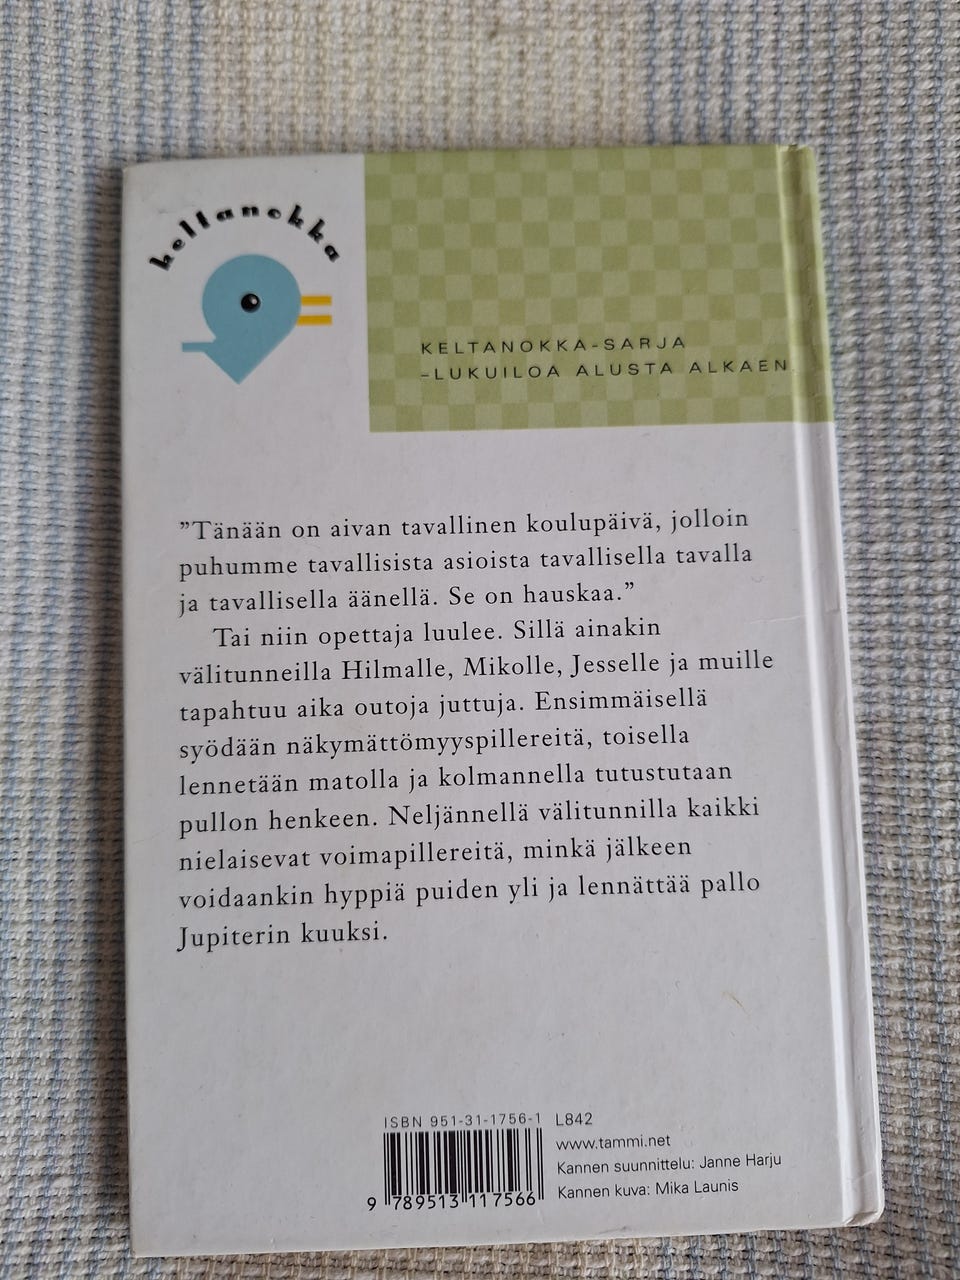 keltanokka
KELTANOKKA-SARJA
-LUKUILOA ALUSTA ALKAEN
”Tänään on aivan tavallinen koulupäivä, jolloin
puhumme tavallisista asioista tavallisella tavalla
ja tavallisella äänellä. Se on hauskaa.”
Tai niin opettaja luulee. Sillä ainakin
välitunneilla Hilmalle, Mikolle, Jesselle ja muille
tapahtuu aika outoja juttuja. Ensimmäisellä
syödään näkymättömyyspillereitä, toisella
lennetään matolla ja kolmannella tutustutaan
pullon henkeen. Neljännellä välitunnilla kaikki
nielaisevat voimapillereitä, minkä jälkeen
voidaankin hyppiä puiden yli ja lennättää pallo
Jupiterin kuuksi.
ISBN 951-31-1756-1 L842
www.tammi.net
Kannen suunnittelu: Janne Harju
Kannen kuva: Mika Launis
9 789513 117566